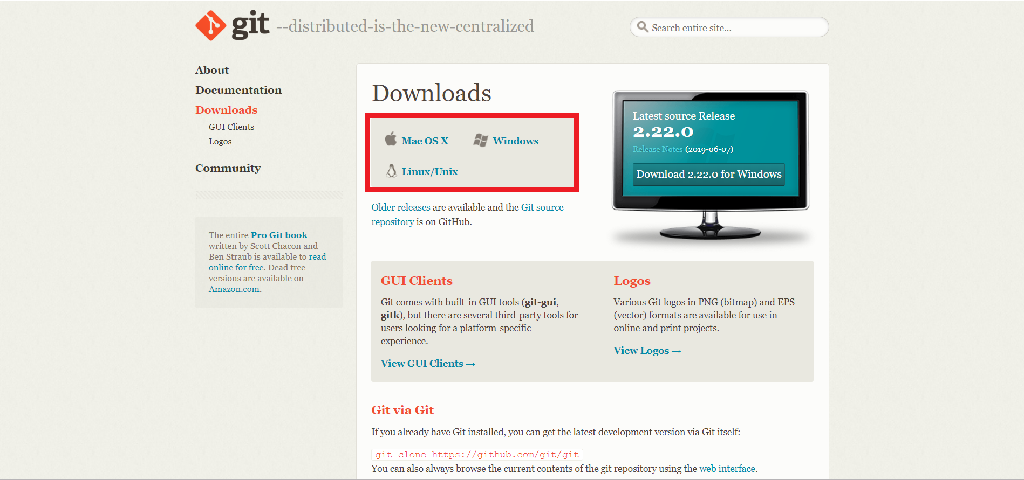 git --distributed-is-the-new-centralized
Search entire site...
About
Documentation
Downloads
GUI Clients
Logos
Community
The entire Pro Git book
written by Scott Chacon and
Ben Straub is available to read
online for free. Dead tree
versions are available on
Amazon.com.
Downloads
Mac OS X
Windows
Linux/Unix
Older releases are available and the Git source
repository is on GitHub.
Latest source Release
2.22.0
Release Notes (2019-06-07)
Download 2.22.0 for Windows
GUI Clients
Git comes with built-in GUI tools (git-gui,
gitk), but there are several third-party tools for
users looking for a platform-specific
experience.
View GUI Clients →
Logos
Various Git logos in PNG (bitmap) and EPS
(vector) formats are available for use in
online and print projects.
View Logos →
Git via Git
If you already have Git installed, you can get the latest development version via Git itself:
git clone https://github.com/git/git
You can also always browse the current contents of the git repository using the web interface.